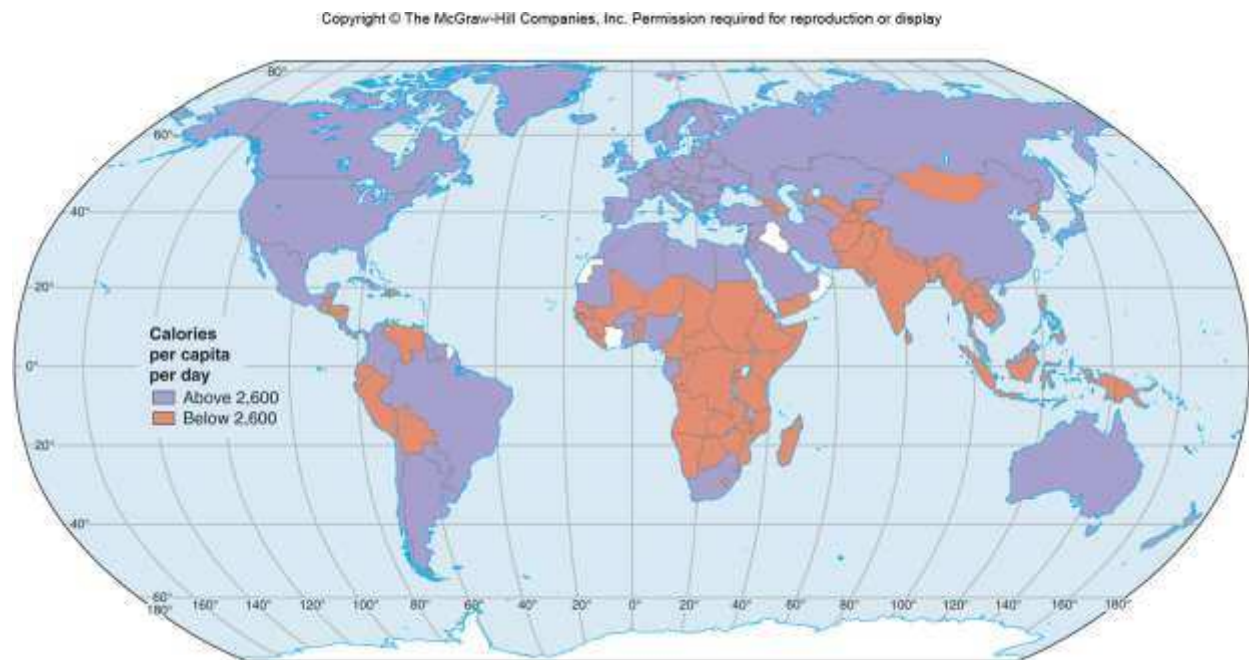 Copyright © The McGraw-Hill Companies, Inc. Permission required for reproduction or display
80°
60°
40°
20°
0°
20°
40°
60°
Calories
per capita
per day
Above 2,600
Below 2,600
180° 160° 140° 120° 100° 80° 60° 40° 20° 0° 20° 40° 60° 80° 100° 120° 140° 160° 180°